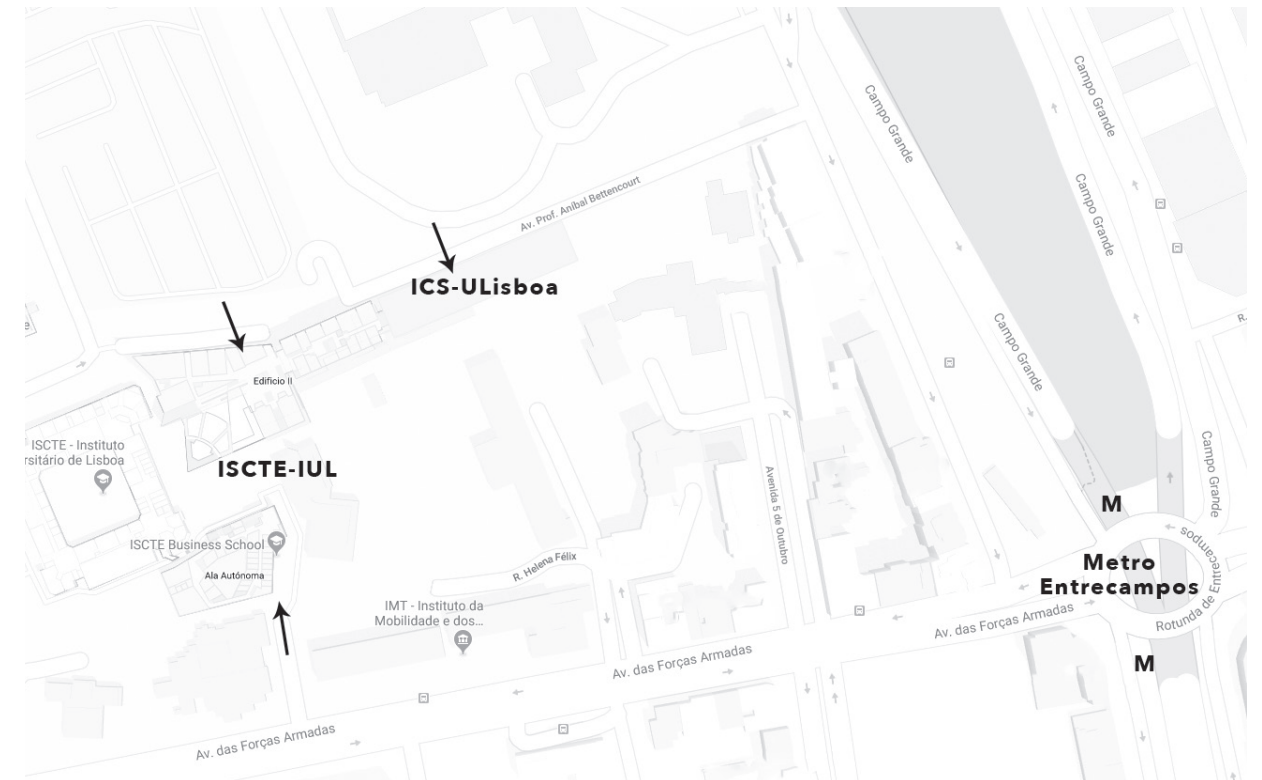 Campo Grande
Campo Grande
Av. Prof. Aníbal Bettencourt
Campo Grande
ICS-ULisboa
Campo Grande
R.
Edifício II
ISCTE - Instituto
rsitário de Lisboa
ISCTE-IUL
Campo Grande
Avenida 5 de Outubro
M
ISCTE Business School
Ala Autónoma
R. Helena Félix
Metro
Entrecampos
Rotunda de Entrecampos
IMT - Instituto da
Mobilidade e dos...
Av. das Forças Armadas
Av. das Forças Armadas
M
Av. das Forças Armadas